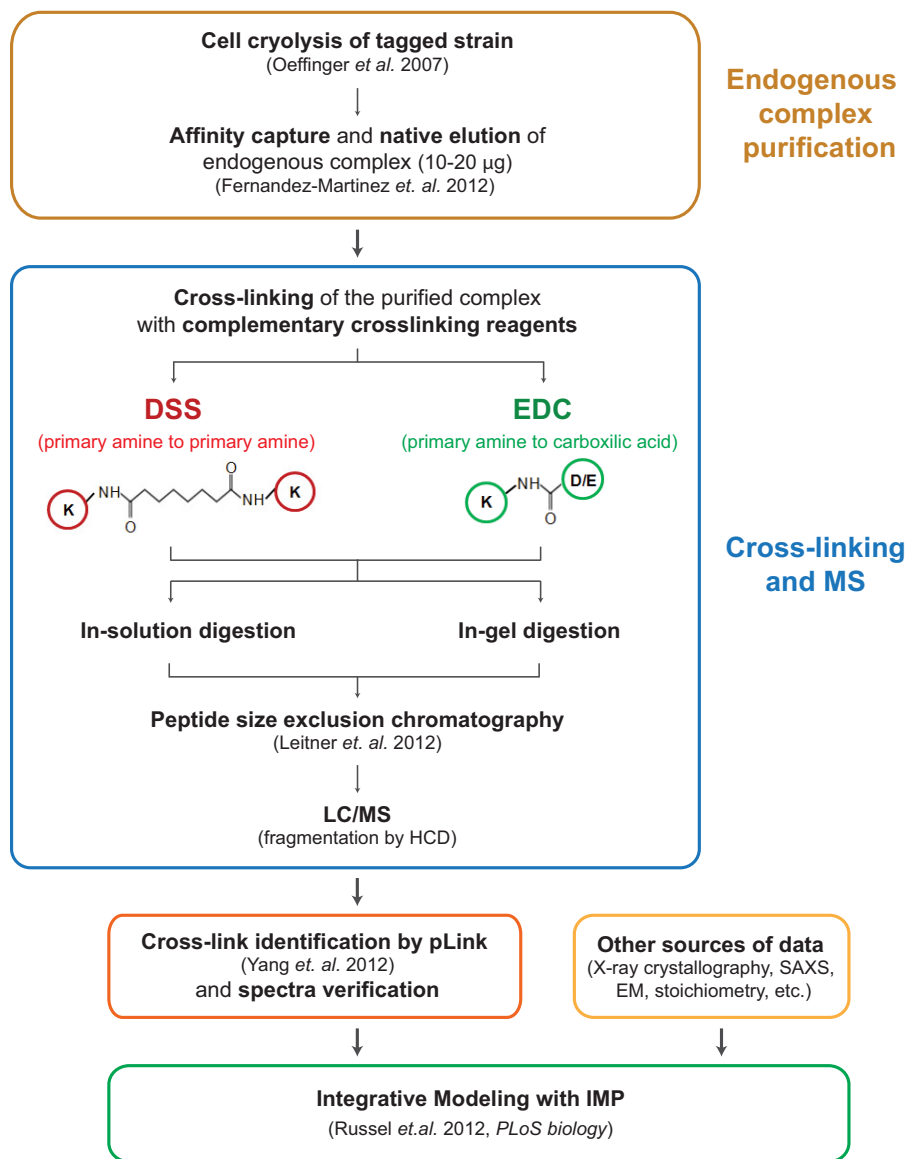 Cell cryolysis of tagged strain
(Oeffinger et al. 2007)
Affinity capture and native elution of
endogenous complex (10-20 µg)
(Fernandez-Martinez et. al. 2012)
Endogenous
complex
purification
Cross-linking of the purified complex
with complementary crosslinking reagents
DSS
(primary amine to primary amine)
K NH O O NH K
EDC
(primary amine to carboxilic acid)
K NH O D/E
Cross-linking
and MS
In-solution digestion
In-gel digestion
Peptide size exclusion chromatography
(Leitner et. al. 2012)
LC/MS
(fragmentation by HCD)
Cross-link identification by pLink
(Yang et. al. 2012)
and spectra verification
Other sources of data
(X-ray crystallography, SAXS,
EM, stoichiometry, etc.)
Integrative Modeling with IMP
(Russel et.al. 2012, PLoS biology)